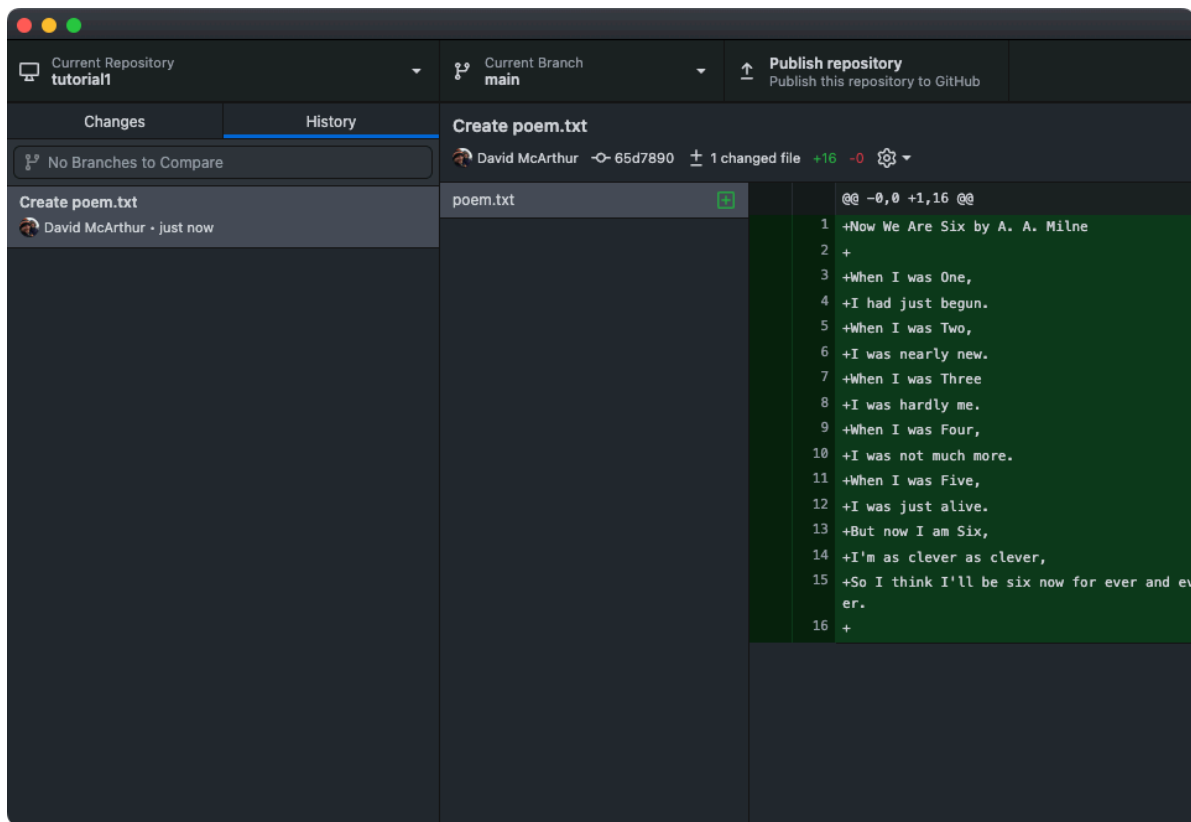 Current Repository
tutorial1
Current Branch
main
Publish repository
Publish this repository to GitHub
Changes
History
No Branches to Compare
Create poem.txt
David McArthur • just now
Create poem.txt
David McArthur 65d7890 1 changed file +16 -0
poem.txt
@@ -0,0 +1,16 @@
1 +Now We Are Six by A. A. Milne
2 +
3 +When I was One,
4 +I had just begun.
5 +When I was Two,
6 +I was nearly new.
7 +When I was Three
8 +I was hardly me.
9 +When I was Four,
10 +I was not much more.
11 +When I was Five,
12 +I was just alive.
13 +But now I am Six,
14 +I'm as clever as clever,
15 +So I think I'll be six now for ever and ev
er.
16 +